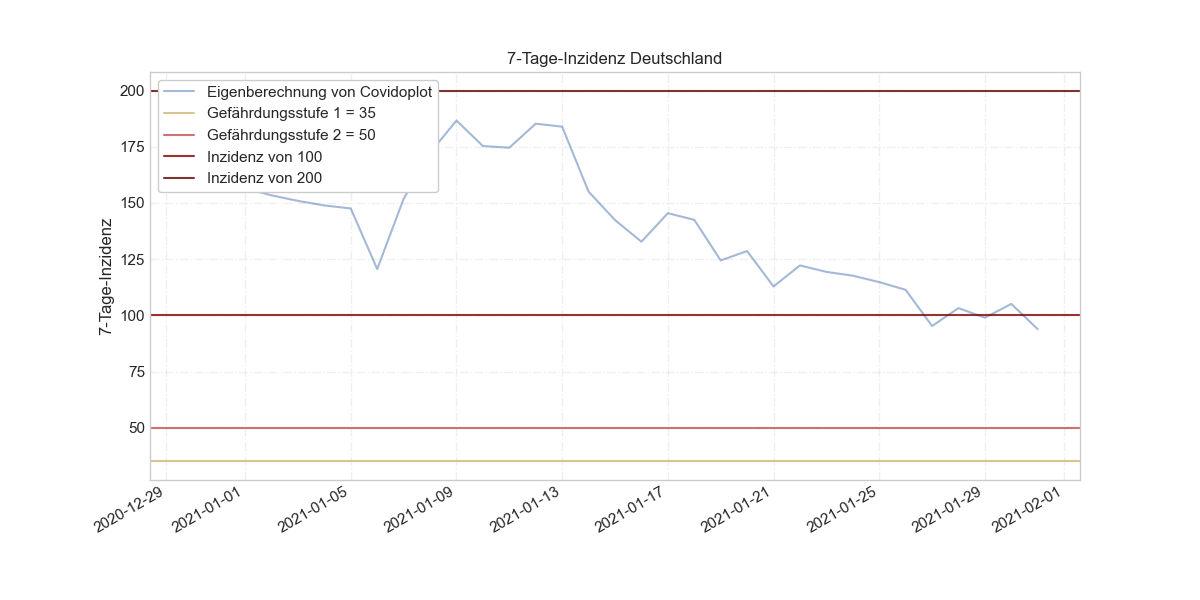 7-Tage-Inzidenz Deutschland
Eigenberechnung von Covidoplot
Gefährdungsstufe 1 = 35
Gefährdungsstufe 2 = 50
Inzidenz von 100
Inzidenz von 200
7-Tage-Inzidenz
200
175
150
125
100
75
50
2020-12-29
2021-01-01
2021-01-05
2021-01-09
2021-01-13
2021-01-17
2021-01-21
2021-01-25
2021-01-29
2021-02-01